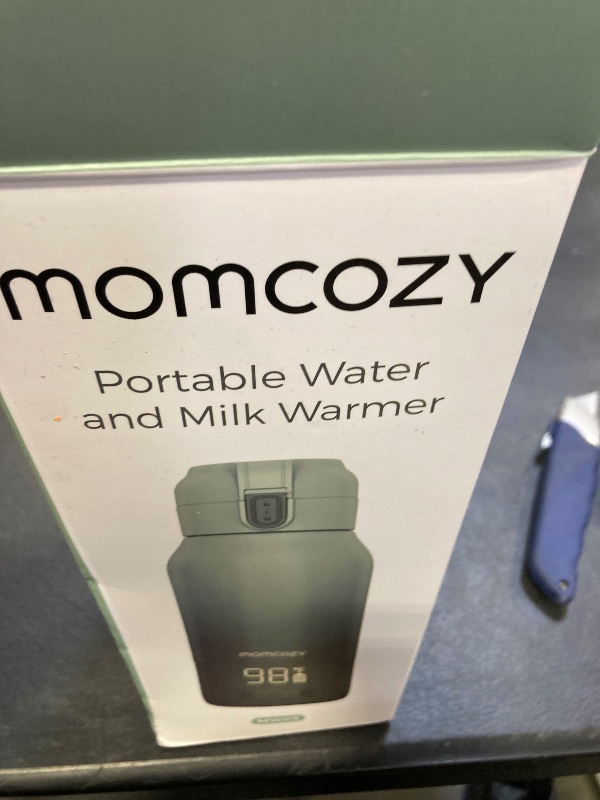 momcozy
Portable Water
and Milk Warmer
momcozy
98